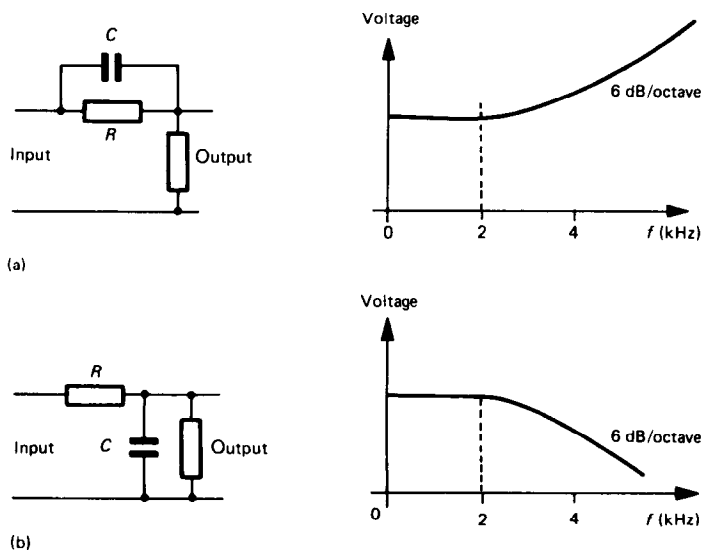 C
R
Input
Output
(a)
Voltage
6 dB/octave
0
2
4
f (kHz)
R
Input
C
Output
(b)
Voltage
6 dB/octave
0
2
4
f (kHz)